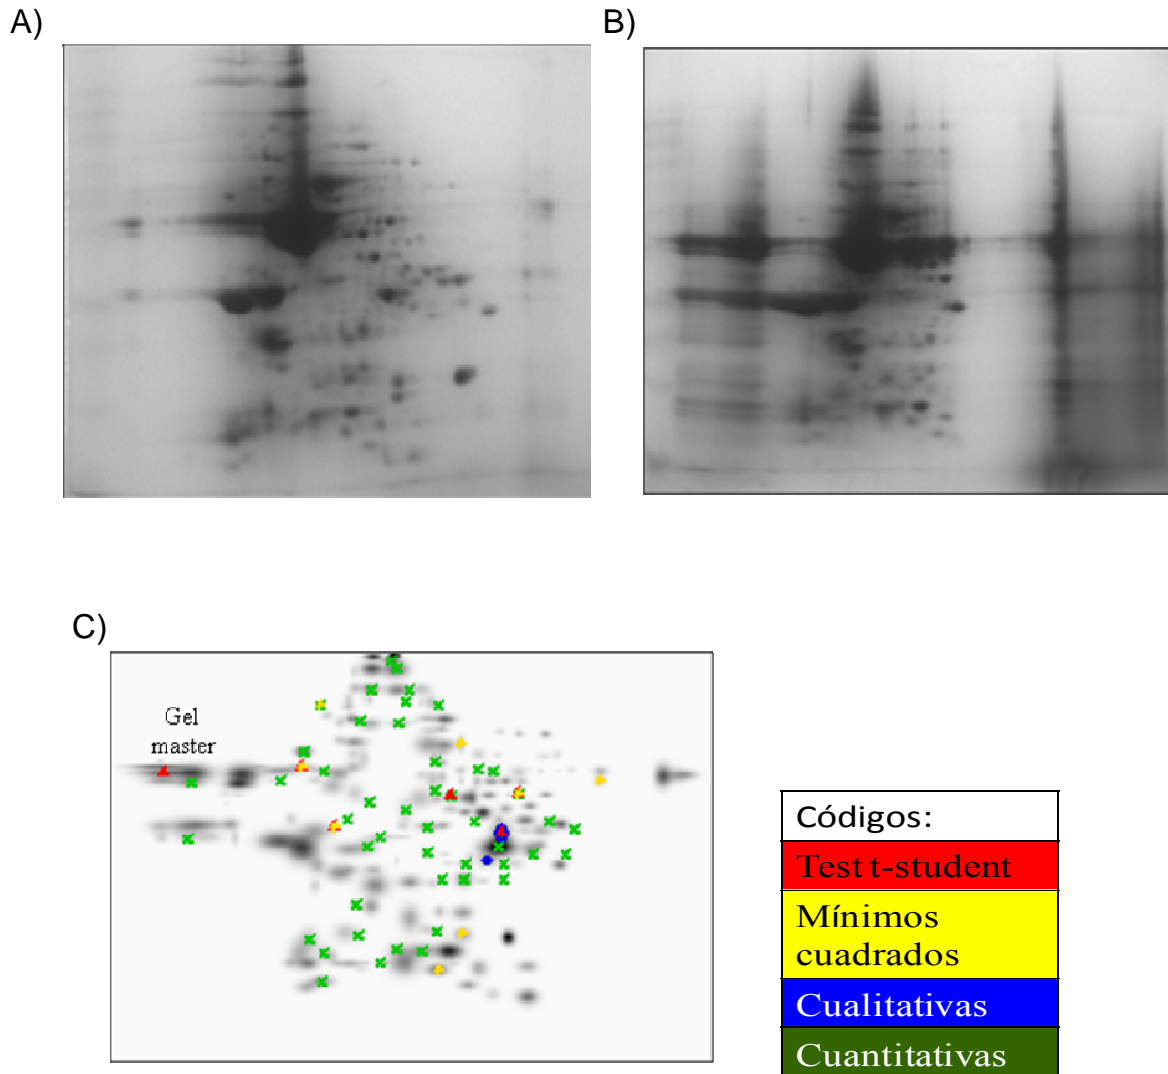 A)
B)
C)
Gel
master
Códigos:
Test t-student
Mínimos
cuadrados
Cualitativas
Cuantitativas